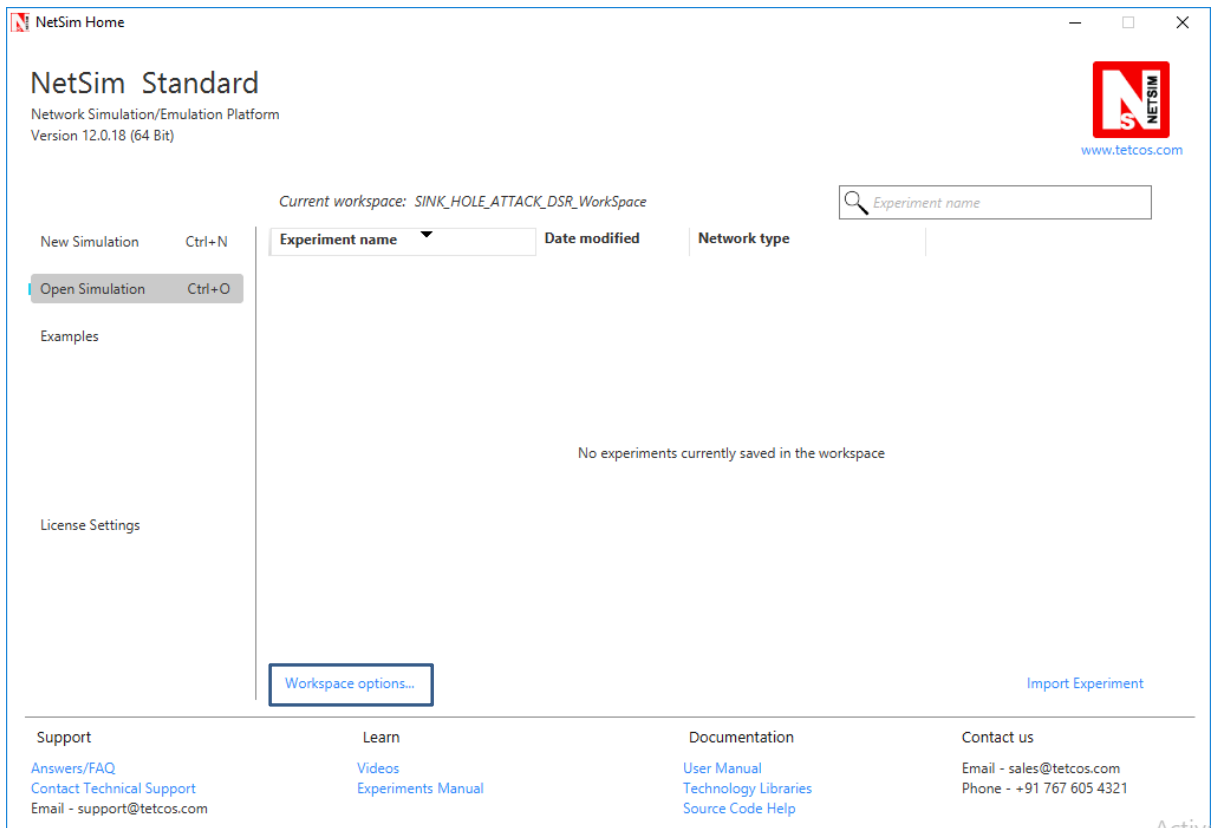 NetSim Home
NetSim Standard
Network Simulation/Emulation Platform
Version 12.0.18 (64 Bit)
N
S
NETSIM
www.tetcos.com
Current workspace: SINK_HOLE_ATTACK_DSR_WorkSpace
Experiment name
New Simulation Ctrl+N
Open Simulation Ctrl+O
Examples
License Settings
Experiment name Date modified Network type
No experiments currently saved in the workspace
Workspace options...
Import Experiment
Support
Answers/FAQ
Contact Technical Support
Email - support@tetcos.com
Learn
Videos
Experiments Manual
Documentation
User Manual
Technology Libraries
Source Code Help
Contact us
Email - sales@tetcos.com
Phone - +91 767 605 4321